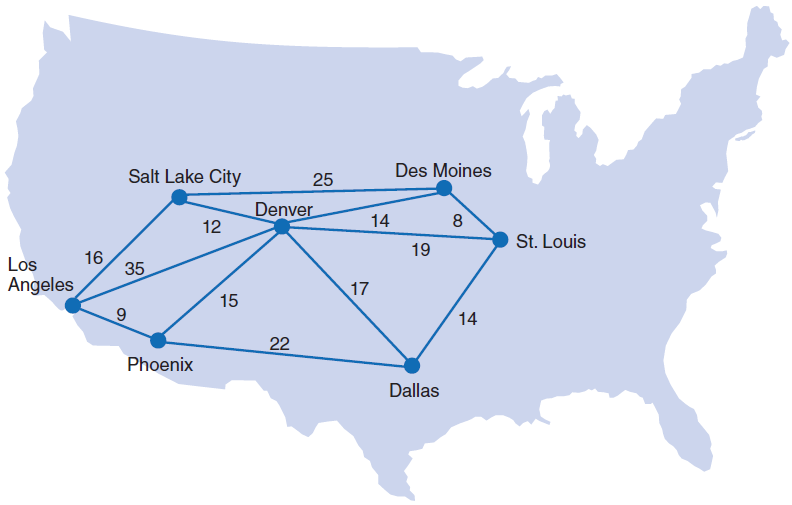 Salt Lake City
25
Des Moines
Denver
12
14
8
19
St. Louis
16
35
Los
Angeles
9
15
17
14
22
Phoenix
Dallas